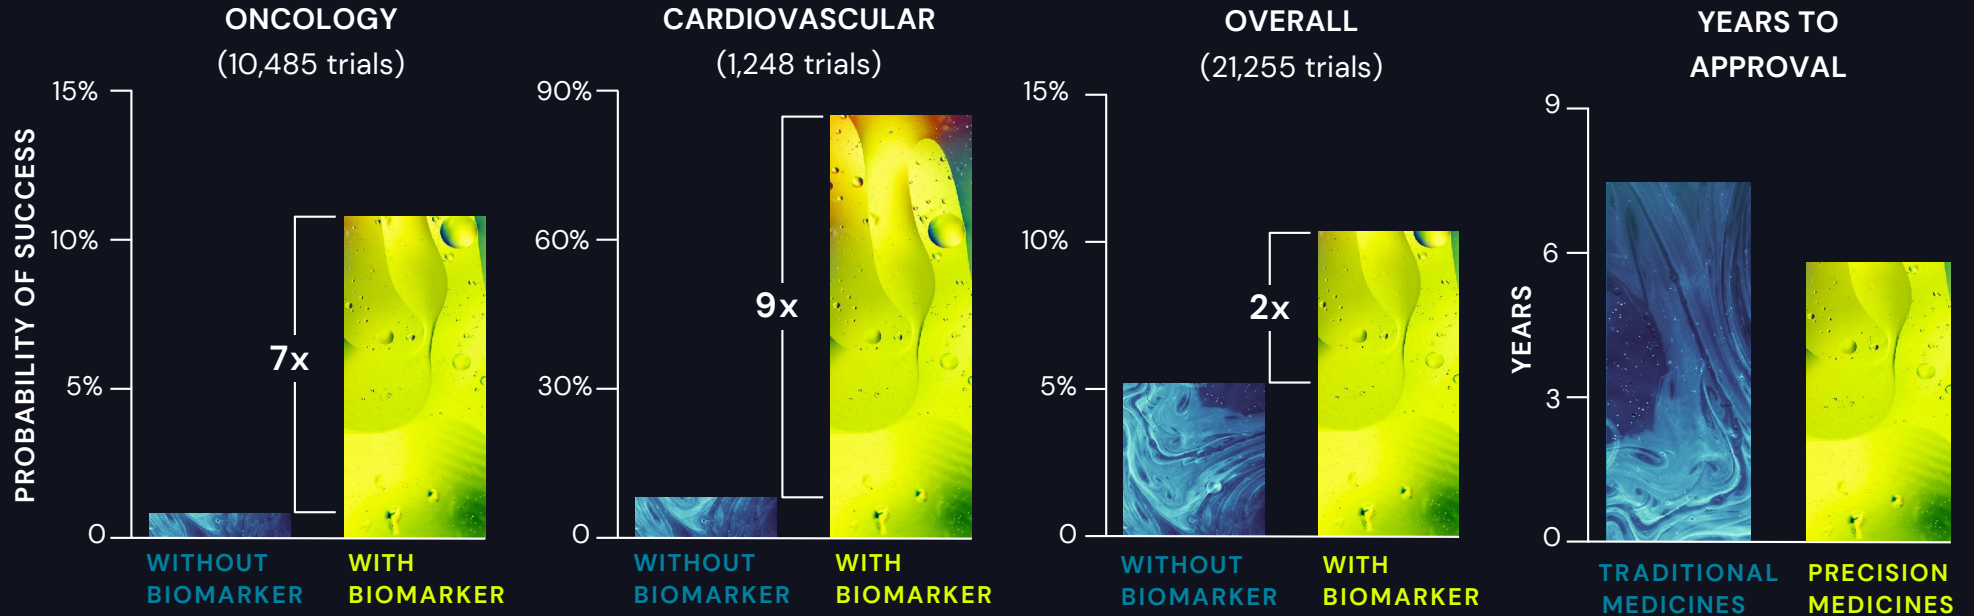 ONCOLOGY
(10,485 trials)
PROBABILITY OF SUCCESS
15%
10%
5%
0
7x
WITHOUT
BIOMARKER
WITH
BIOMARKER
CARDIOVASCULAR
(1,248 trials)
90%
60%
30%
0
9x
WITHOUT
BIOMARKER
WITH
BIOMARKER
OVERALL
(21,255 trials)
15%
10%
5%
0
2x
WITHOUT
BIOMARKER
WITH
BIOMARKER
YEARS TO
APPROVAL
YEARS
9
6
3
0
TRADITIONAL
MEDICINES
PRECISION
MEDICINES